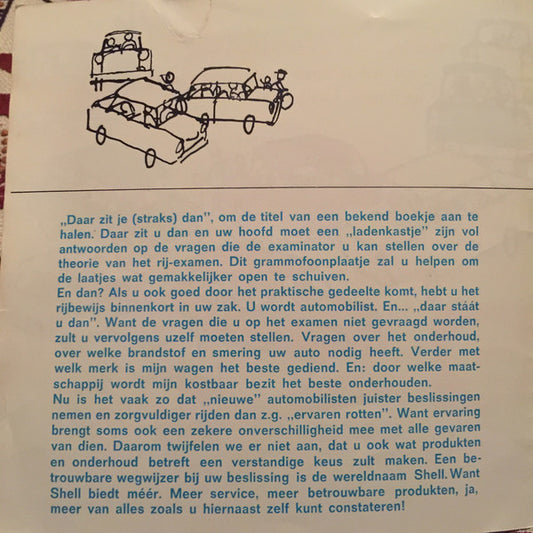 „Daar zit je (straks) dan”, om de titel van een bekend boekje aan te
halen. Daar zit u dan en uw hoofd moet een „ladenkastje” zijn vol
antwoorden op de vragen die de examinator u kan stellen over de
theorie van het rij-examen. Dit grammofoonplaatje zal u helpen om
de laatjes wat gemakkelijker open te schuiven.
En dan? Als u ook goed door het praktische gedeelte komt, hebt u het
rijbewijs binnenkort in uw zak. U wordt automobilist. En... „daar stáát
u dan”. Want de vragen die u op het examen niet gevraagd worden,
zult u vervolgens uzelf moeten stellen. Vragen over het onderhoud,
over welke brandstof en smering uw auto nodig heeft. Verder met
welk merk is mijn wagen het beste gediend. En: door welke maat-
schappij wordt mijn kostbaar bezit het beste onderhouden.
Nu is het vaak zo dat „nieuwe” automobilisten juister beslissingen
nemen en zorgvuldiger rijden dan z.g. „ervaren rotten”. Want ervaring
brengt soms ook een zekere onverschilligheid mee met alle gevaren
van dien. Daarom twijfelen we er niet aan, dat u ook wat produkten
en onderhoud betreft een verstandige keus zult maken. Een be-
trouwbare wegwijzer bij uw beslissing is de wereldnaam Shell. Want
Shell biedt méér. Meer service, meer betrouwbare produkten, ja,
meer van alles zoals u hiernaast zelf kunt constateren!